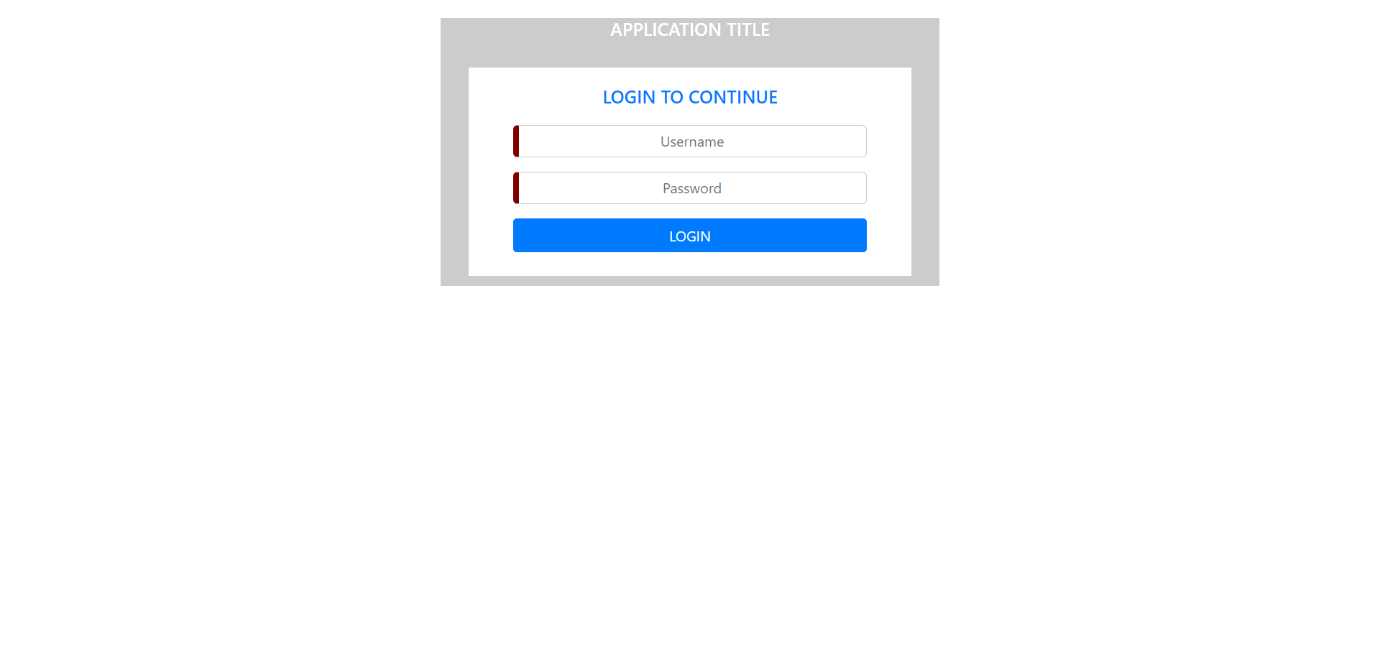 APPLICATION TITLE
LOGIN TO CONTINUE
Username
Password
LOGIN